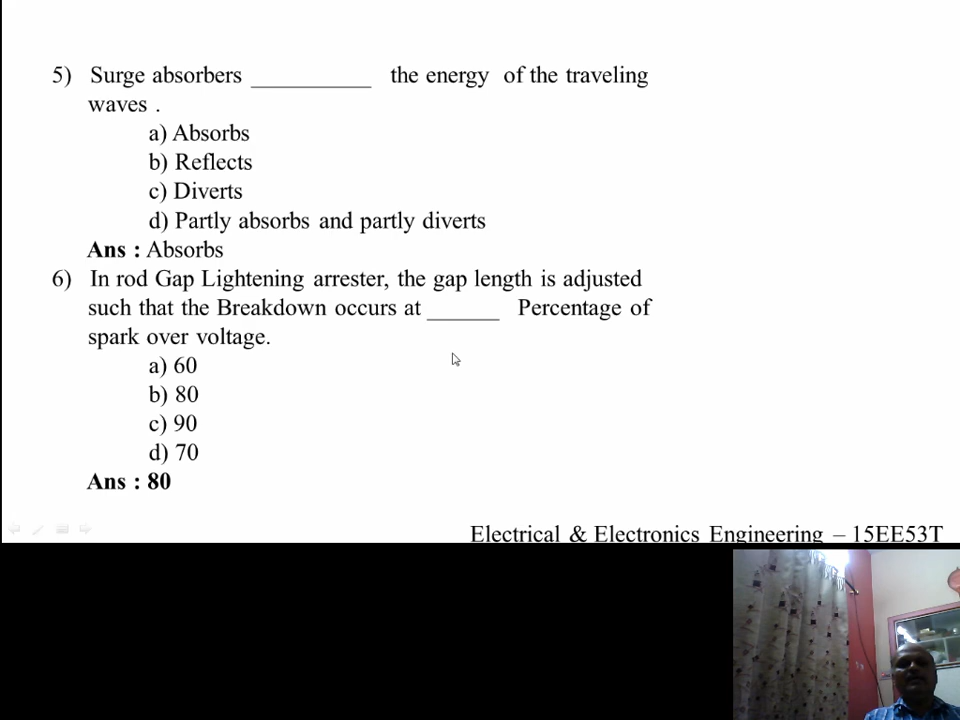 5) Surge absorbers __________ the energy of the traveling
waves .
a) Absorbs
b) Reflects
c) Diverts
d) Partly absorbs and partly diverts
Ans : Absorbs
6) In rod Gap Lightening arrester, the gap length is adjusted
such that the Breakdown occurs at ______ Percentage of
spark over voltage.
a) 60
b) 80
c) 90
d) 70
Ans : 80
Electrical & Electronics Engineering – 15EE53T